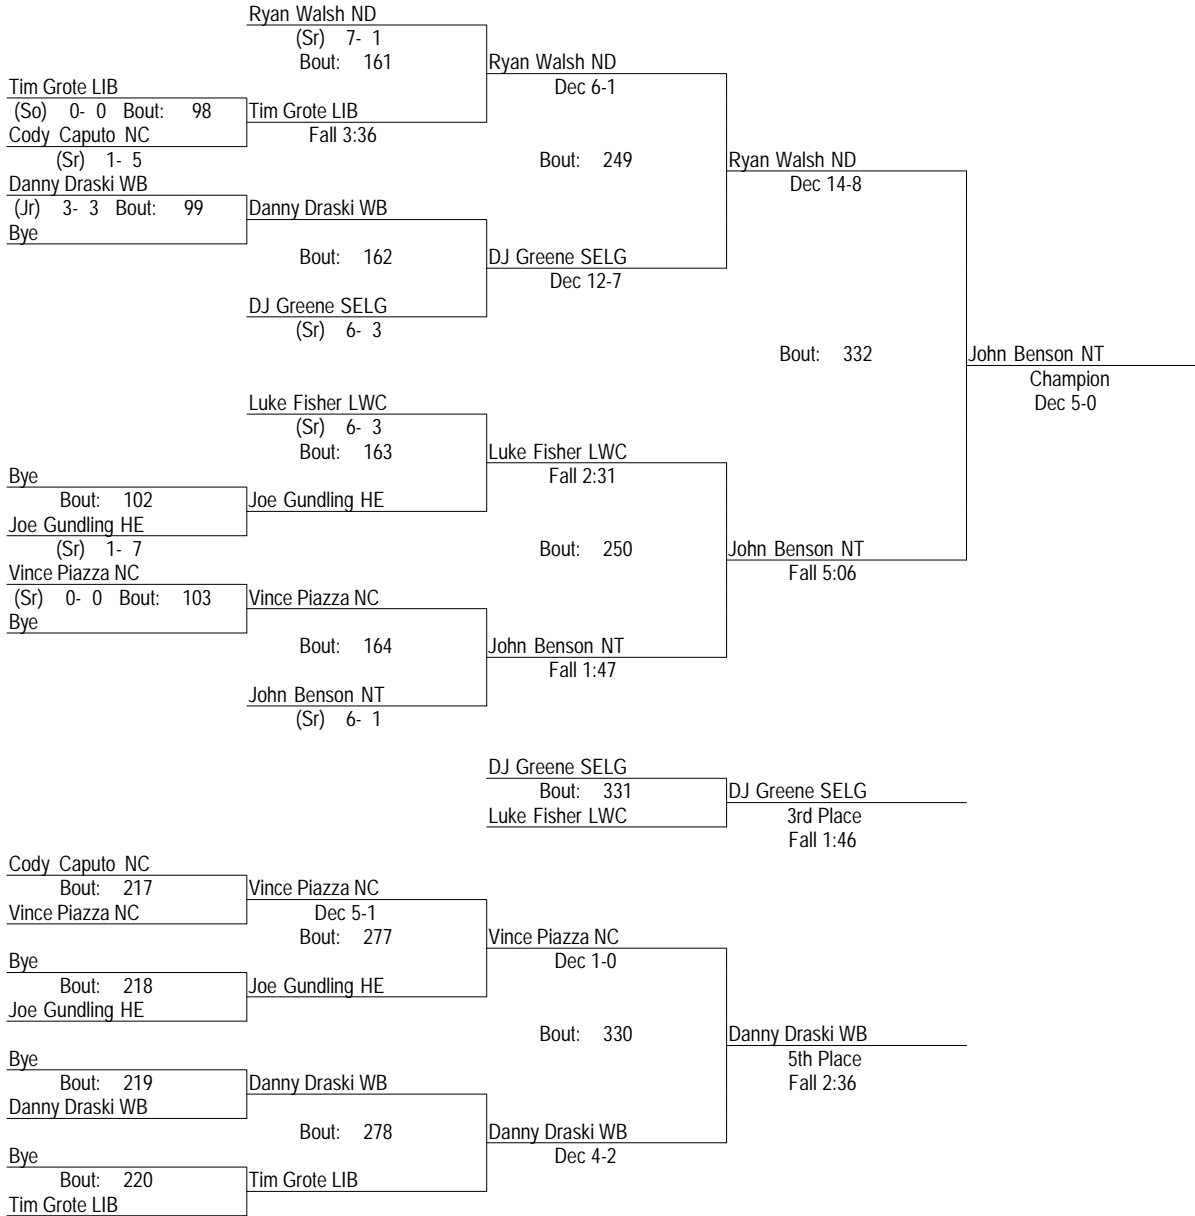 Ryan Walsh ND
(Sr) 7- 1
Bout: 161
Ryan Walsh ND
Dec 6-1
Tim Grote LIB
(So) 0- 0 Bout: 98
Tim Grote LIB
Cody Caputo NC
Fall 3:36
(Sr) 1- 5
Bout: 249
Ryan Walsh ND
Dec 14-8
Danny Draski WB
(Jr) 3- 3 Bout: 99
Danny Draski WB
Bye
Bout: 162
DJ Greene SELG
Dec 12-7
DJ Greene SELG
(Sr) 6- 3
Bout: 332
John Benson NT
Champion
Dec 5-0
Luke Fisher LWC
(Sr) 6- 3
Bout: 163
Luke Fisher LWC
Fall 2:31
Bye
Bout: 102
Joe Gundling HE
Joe Gundling HE
(Sr) 1- 7
Bout: 250
John Benson NT
Fall 5:06
Vince Piazza NC
(Sr) 0- 0 Bout: 103
Vince Piazza NC
Bye
Bout: 164
John Benson NT
Fall 1:47
John Benson NT
(Sr) 6- 1
DJ Greene SELG
Bout: 331
DJ Greene SELG
Luke Fisher LWC
3rd Place
Fall 1:46
Cody Caputo NC
Bout: 217
Vince Piazza NC
Vince Piazza NC
Dec 5-1
Bout: 277
Vince Piazza NC
Dec 1-0
Bye
Bout: 218
Joe Gundling HE
Joe Gundling HE
Bout: 330
Danny Draski WB
5th Place
Fall 2:36
Bye
Bout: 219
Danny Draski WB
Danny Draski WB
Bout: 278
Danny Draski WB
Dec 4-2
Bye
Bout: 220
Tim Grote LIB
Tim Grote LIB